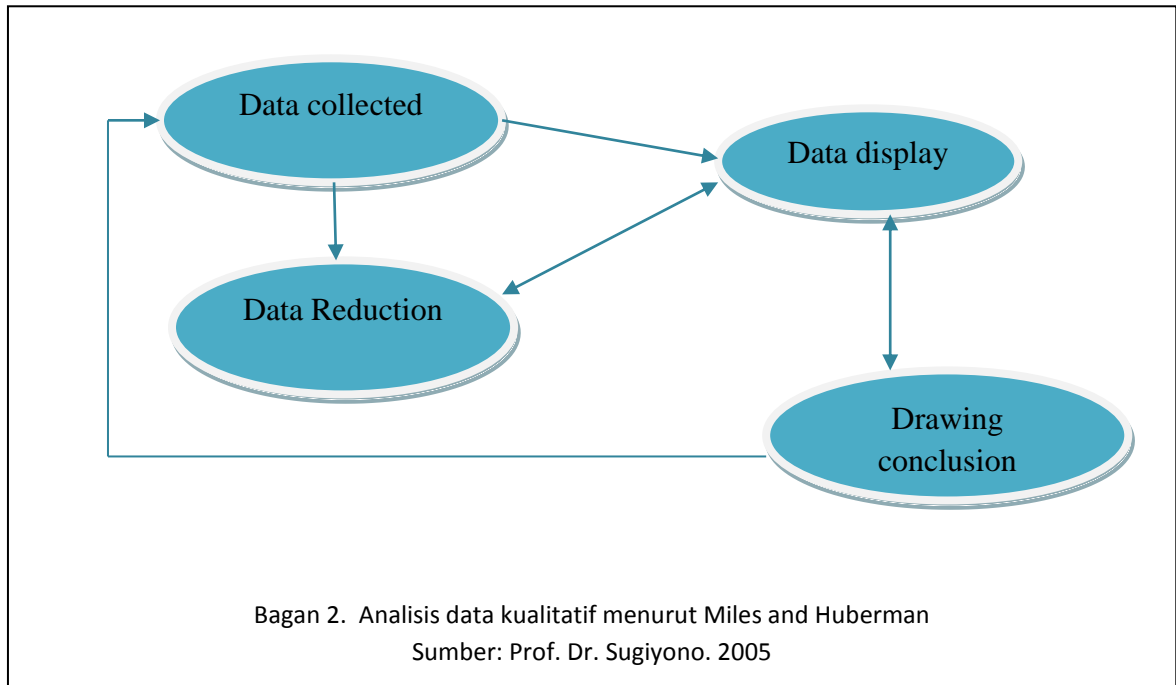 Data collected
Data display
Data Reduction
Drawing
conclusion
Bagan 2.  Analisis data kualitatif menurut Miles and Huberman
Sumber: Prof. Dr. Sugiyono. 2005